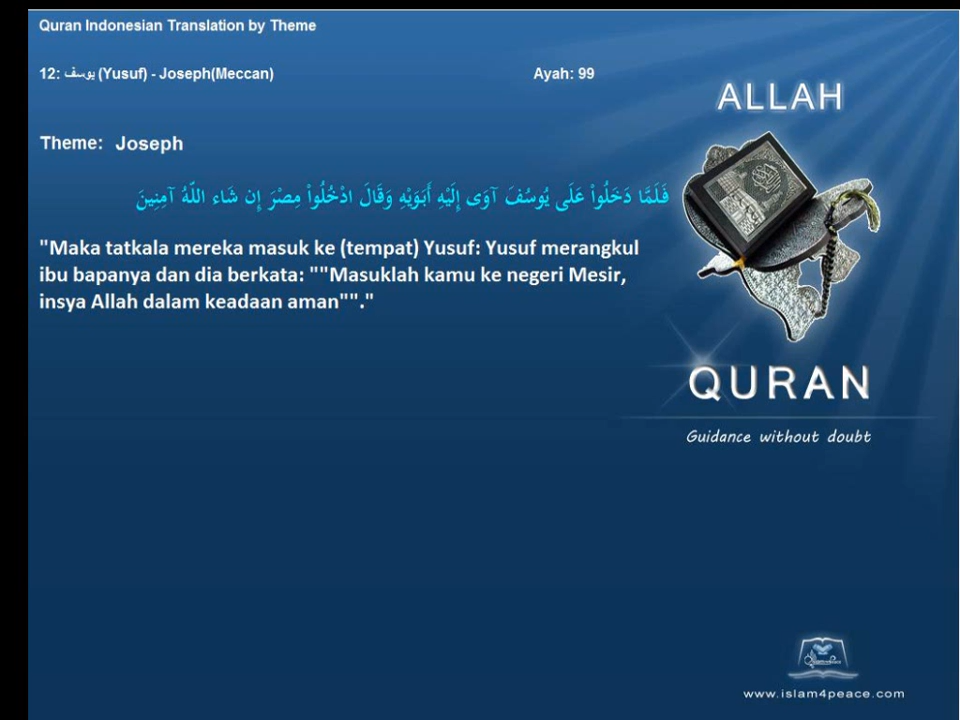 Quran Indonesian Translation by Theme
12: يوسف (Yusuf) - Joseph(Meccan)
Ayah: 99
Theme: Joseph
فَلَمَّا دَخَلُواْ عَلَى يُوسُفَ آوَى إِلَيْهِ أَبَوَيْهِ وَقَالَ ادْخُلُواْ مِصْرَ إِن شَاء اللّهُ آمِنِينَ
"Maka tatkala mereka masuk ke (tempat) Yusuf: Yusuf merangkul
ibu bapanya dan dia berkata: ""Masuklah kamu ke negeri Mesir,
insya Allah dalam keadaan aman""."
ALLAH
QURAN
Guidance without doubt
www.islam4peace.com